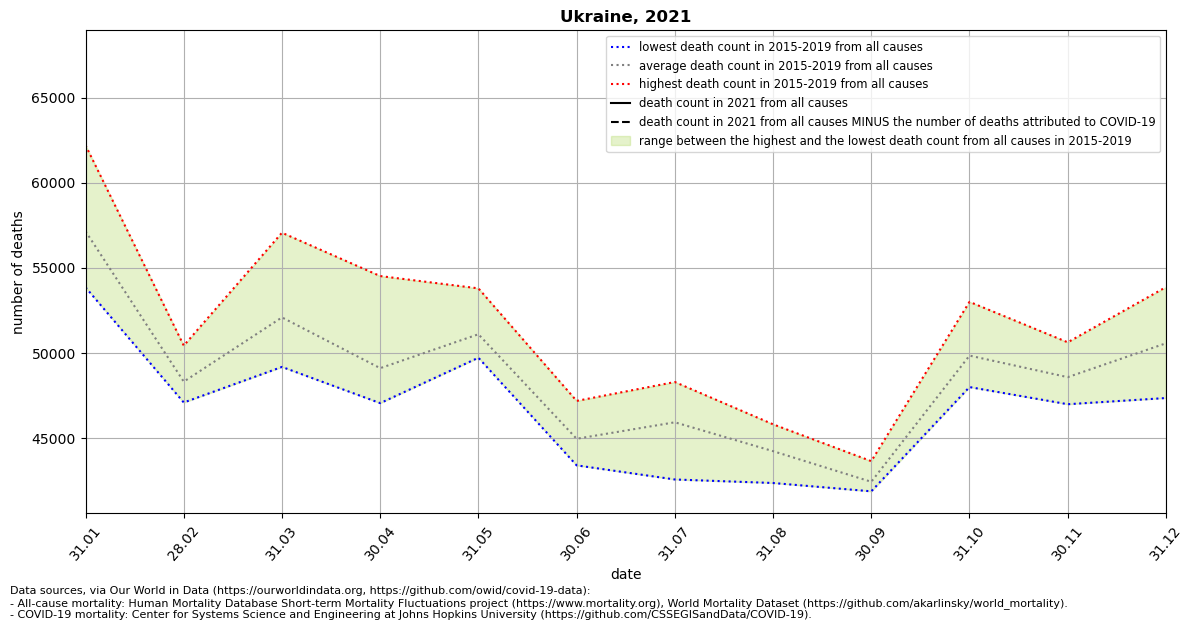 Ukraine, 2021
lowest death count in 2015-2019 from all causes
average death count in 2015-2019 from all causes
highest death count in 2015-2019 from all causes
death count in 2021 from all causes
death count in 2021 from all causes MINUS the number of deaths attributed to COVID-19
range between the highest and the lowest death count from all causes in 2015-2019
number of deaths
65000
60000
55000
50000
45000
31.01
28.02
31.03
30.04
31.05
30.06
31.07
31.08
30.09
31.10
30.11
31.12
date
Data sources, via Our World in Data (https://ourworldindata.org, https://github.com/owid/covid-19-data):
- All-cause mortality: Human Mortality Database Short-term Mortality Fluctuations project (https://www.mortality.org), World Mortality Dataset (https://github.com/akarlinsky/world_mortality).
- COVID-19 mortality: Center for Systems Science and Engineering at Johns Hopkins University (https://github.com/CSSEGISandData/COVID-19).